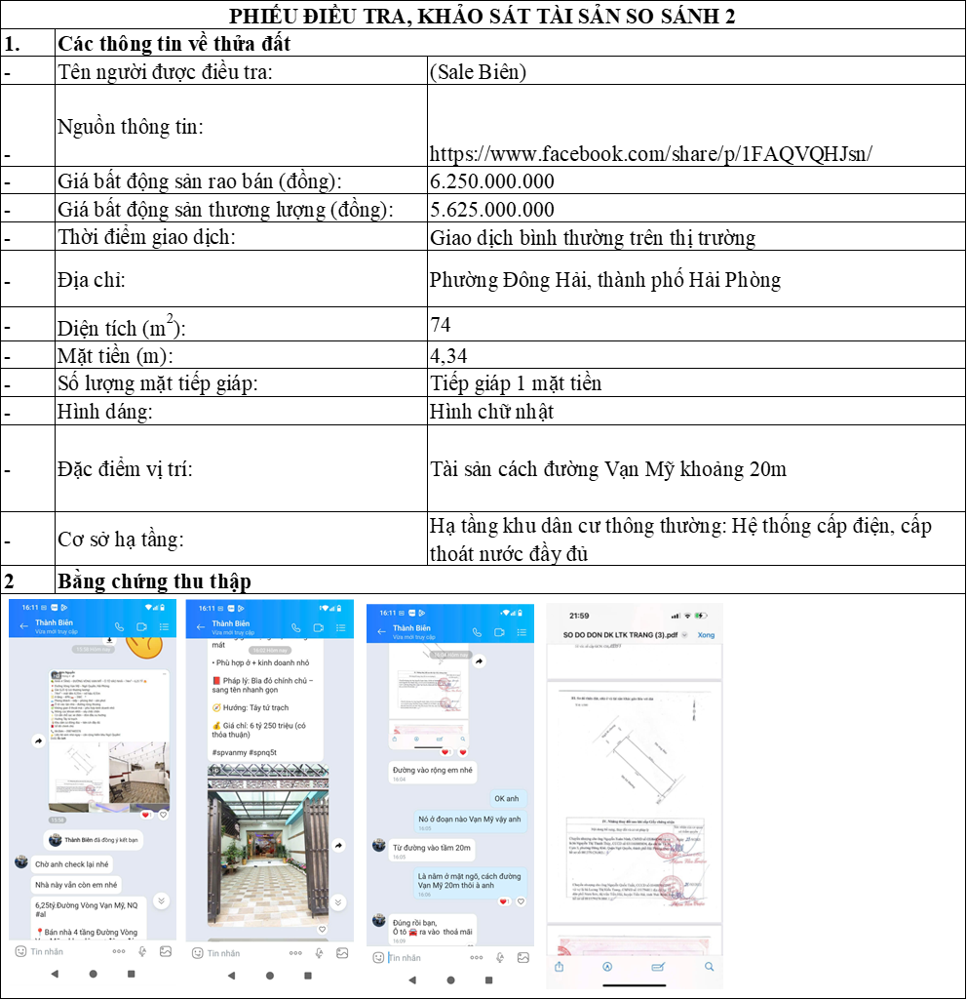 PHIẾU ĐIỀU TRA, KHẢO SÁT TÀI SẢN SO SÁNH 2
1. Các thông tin về thửa đất
- Tên người được điều tra: (Sale Biên)
- Nguồn thông tin: https://www.facebook.com/share/p/1FAQVQHJsn/
- Giá bất động sản rao bán (đồng): 6.250.000.000
- Giá bất động sản thương lượng (đồng): 5.625.000.000
- Thời điểm giao dịch: Giao dịch bình thường trên thị trường
- Địa chỉ: Phường Đông Hải, thành phố Hải Phòng
- Diện tích (m2): 74
- Mặt tiền (m): 4,34
- Số lượng mặt tiếp giáp: Tiếp giáp 1 mặt tiền
- Hình dáng: Hình chữ nhật
- Đặc điểm vị trí: Tài sản cách đường Vạn Mỹ khoảng 20m
- Cơ sở hạ tầng: Hạ tầng khu dân cư thông thường: Hệ thống cấp điện, cấp
thoát nước đầy đủ
2 Bằng chứng thu thập
16:11
Thành Biên
Vừa mới truy cập
Thành Biên đã đồng ý kết bạn
Chờ anh check lại nhé
Nhà này vẫn còn em nhé
6,25tỷ.Đường Vòng Vạn Mỹ, NQ
#al
📍Bán nhà 4 tầng Đường Vòng
Tin nhắn
16:11
Thành Biên
Vừa mới truy cập
mát
• Phù hợp ở + kinh doanh nhỏ
📕 Pháp lý: Bìa đỏ chính chủ –
sang tên nhanh gọn
🧭 Hướng: Tây tứ trạch
💰 Giá chỉ: 6 tỷ 250 triệu (có
thỏa thuận)
#spvanmy #spnq5t
Tin nhắn
16:11
Thành Biên
Vừa mới truy cập
Đường vào rộng em nhé
16:04
OK anh
Nó ở đoạn nào Vạn Mỹ vậy anh
16:05
Từ đường vào tầm 20m
16:05
Là nằm ở mặt ngõ, cách đường
Vạn Mỹ 20m thôi à anh
16:06
Đúng rồi bạn,
Ô tô 🚘 ra vào thoả mái
16:09
Tin nhắn
21:59
SO DO DON DK LTK TRANG (3).pdf
Xong